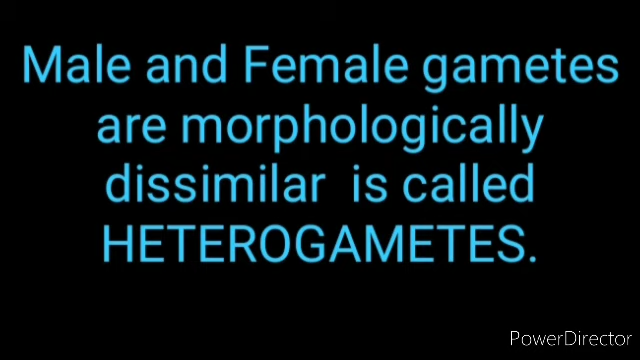 Male and Female gametes
are morphologically
dissimilar is called
HETEROGAMETES.
PowerDirector